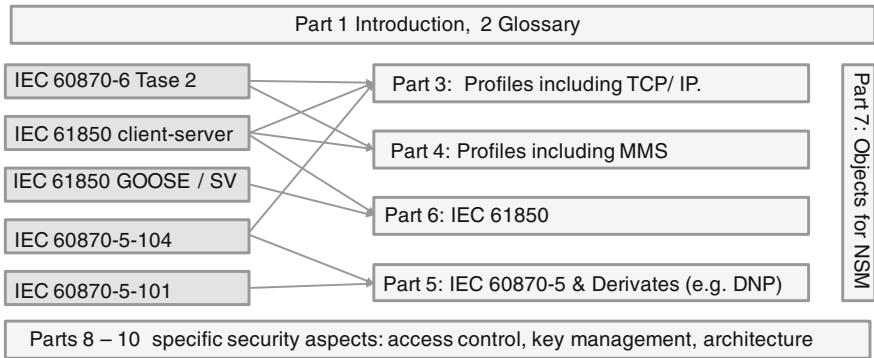 Part 1 Introduction, 2 Glossary
IEC 60870-6 Tase 2
IEC 61850 client-server
IEC 61850 GOOSE / SV
IEC 60870-5-104
IEC 60870-5-101
Part 3: Profiles including TCP/ IP.
Part 4: Profiles including MMS
Part 6: IEC 61850
Part 5: IEC 60870-5 & Derivates (e.g. DNP)
Part 7: Objects for
NSM
Parts 8 – 10 specific security aspects: access control, key management, architecture